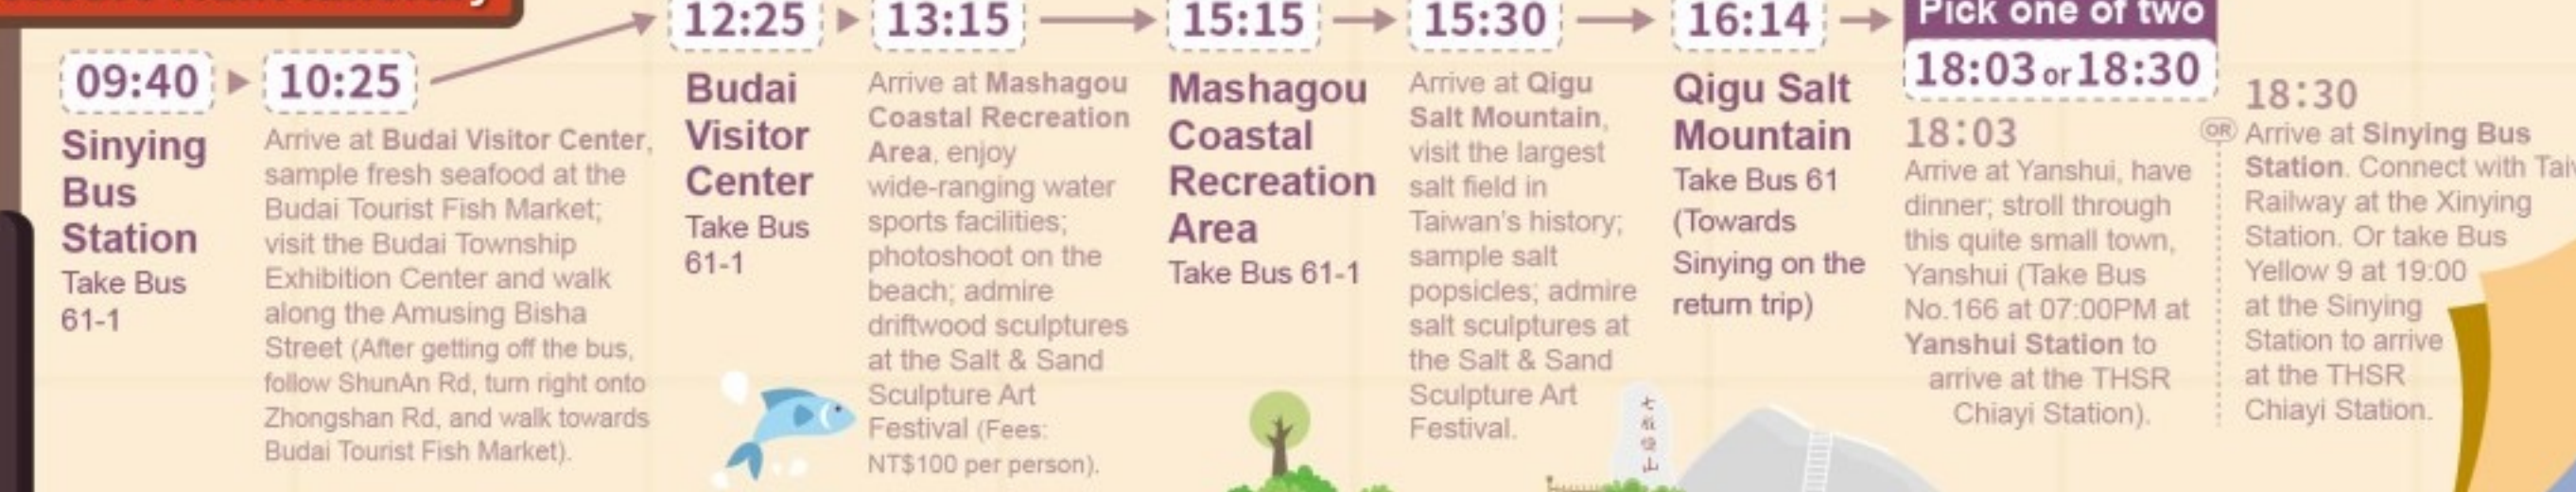 09:40
Sinying
Bus
Station
Take Bus
61-1
10:25
Arrive at Budai Visitor Center,
sample fresh seafood at the
Budai Tourist Fish Market;
visit the Budai Township
Exhibition Center and walk
along the Amusing Bisha
Street (After getting off the bus,
follow ShunAn Rd, turn right onto
Zhongshan Rd, and walk towards
Budai Tourist Fish Market).
12:25
Budai
Visitor
Center
Take Bus
61-1
13:15
Arrive at Mashagou
Coastal Recreation
Area, enjoy
wide-ranging water
sports facilities;
photoshoot on the
beach; admire
driftwood sculptures
at the Salt & Sand
Sculpture Art
Festival (Fees:
NT$100 per person).
15:15
Mashagou
Coastal
Recreation
Area
Take Bus 61-1
15:30
Arrive at Qigu
Salt Mountain,
visit the largest
salt field in
Taiwan's history;
sample salt
popsicles; admire
salt sculptures at
the Salt & Sand
Sculpture Art
Festival.
16:14
Qigu Salt
Mountain
Take Bus 61
(Towards
Sinying on the
return trip)
Pick one of two
18:03 or 18:30
18:03
Arrive at Yanshui, have
dinner; stroll through
this quite small town,
Yanshui (Take Bus
No.166 at 07:00PM at
Yanshui Station to
arrive at the THSR
Chiayi Station).
OR
18:30
Arrive at Sinying Bus
Station. Connect with
Railway at the Xinying
Station. Or take Bus
Yellow 9 at 19:00
at the Sinying
Station to arrive
at the THSR
Chiayi Station.